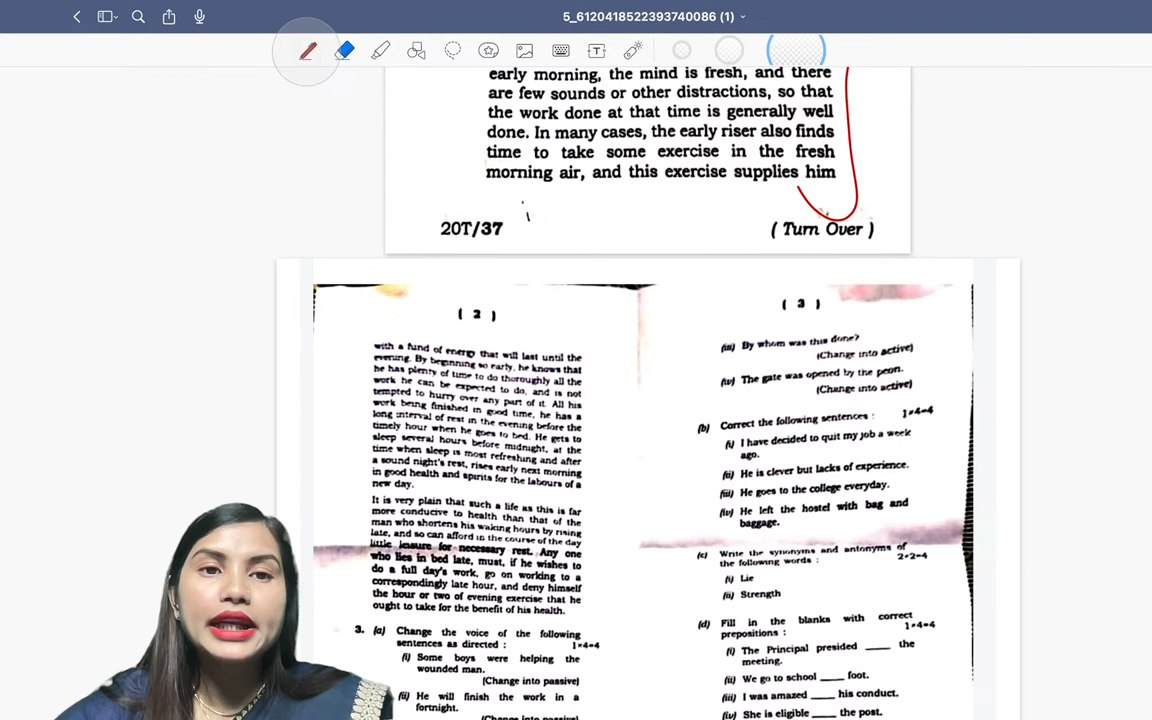 5_6120418522393740086 (1)
early morning, the mind is fresh, and there
are few sounds or other distractions, so that
the work done at that time is generally well
done. In many cases, the early riser also finds
time to take some exercise in the fresh
morning air, and this exercise supplies him
20T/37
( Turn Over )
( 2 )
with a fund of energy that will last until the
evening. By beginning so early, he knows that
he has plenty of time to do thoroughly all the
work he can be expected to do, and is not
tempted to hurry over any part of it. All his
work being finished in good time, he has a
long interval of rest in the evening before the
timely hour when he goes to bed. He gets to
sleep several hours before midnight, at the
time when sleep is most refreshing and after
a sound night's rest, rises early next morning
in good health and spirits for the labours of a
new day.
It is very plain that such a life as this is far
more conducive to health than that of the
man who shortens his waking hours by rising
late, and so can afford in the course of the day
little leisure for necessary rest. Any one
who lies in bed late, must, if he wishes to
do a full day's work, go on working to a
correspondingly late hour, and deny himself
the hour or two of evening exercise that he
ought to take for the benefit of his health.
3. (a) Change the voice of the following
sentences as directed : 1×4=4
(i) Some boys were helping the
wounded man.
(Change into passive)
(ii) He will finish the work in a
fortnight.
(Change into passive)
( 3 )
(iii) By whom was this done?
(Change into active)
(iv) The gate was opened by the peon.
(Change into active)
(b) Correct the following sentences : 1×4=4
(i) I have decided to quit my job a week
ago.
(ii) He is clever but lacks of experience.
(iii) He goes to the college everyday.
(iv) He left the hostel with bag and
baggage.
(c) Write the synonyms and antonyms of
the following words : 2×2=4
(i) Lie
(ii) Strength
(d) Fill in the blanks with correct
prepositions : 1×4=4
(i) The Principal presided ____ the
meeting.
(ii) We go to school ____ foot.
(iii) I was amazed ____ his conduct.
(iv) She is eligible ____ the post.